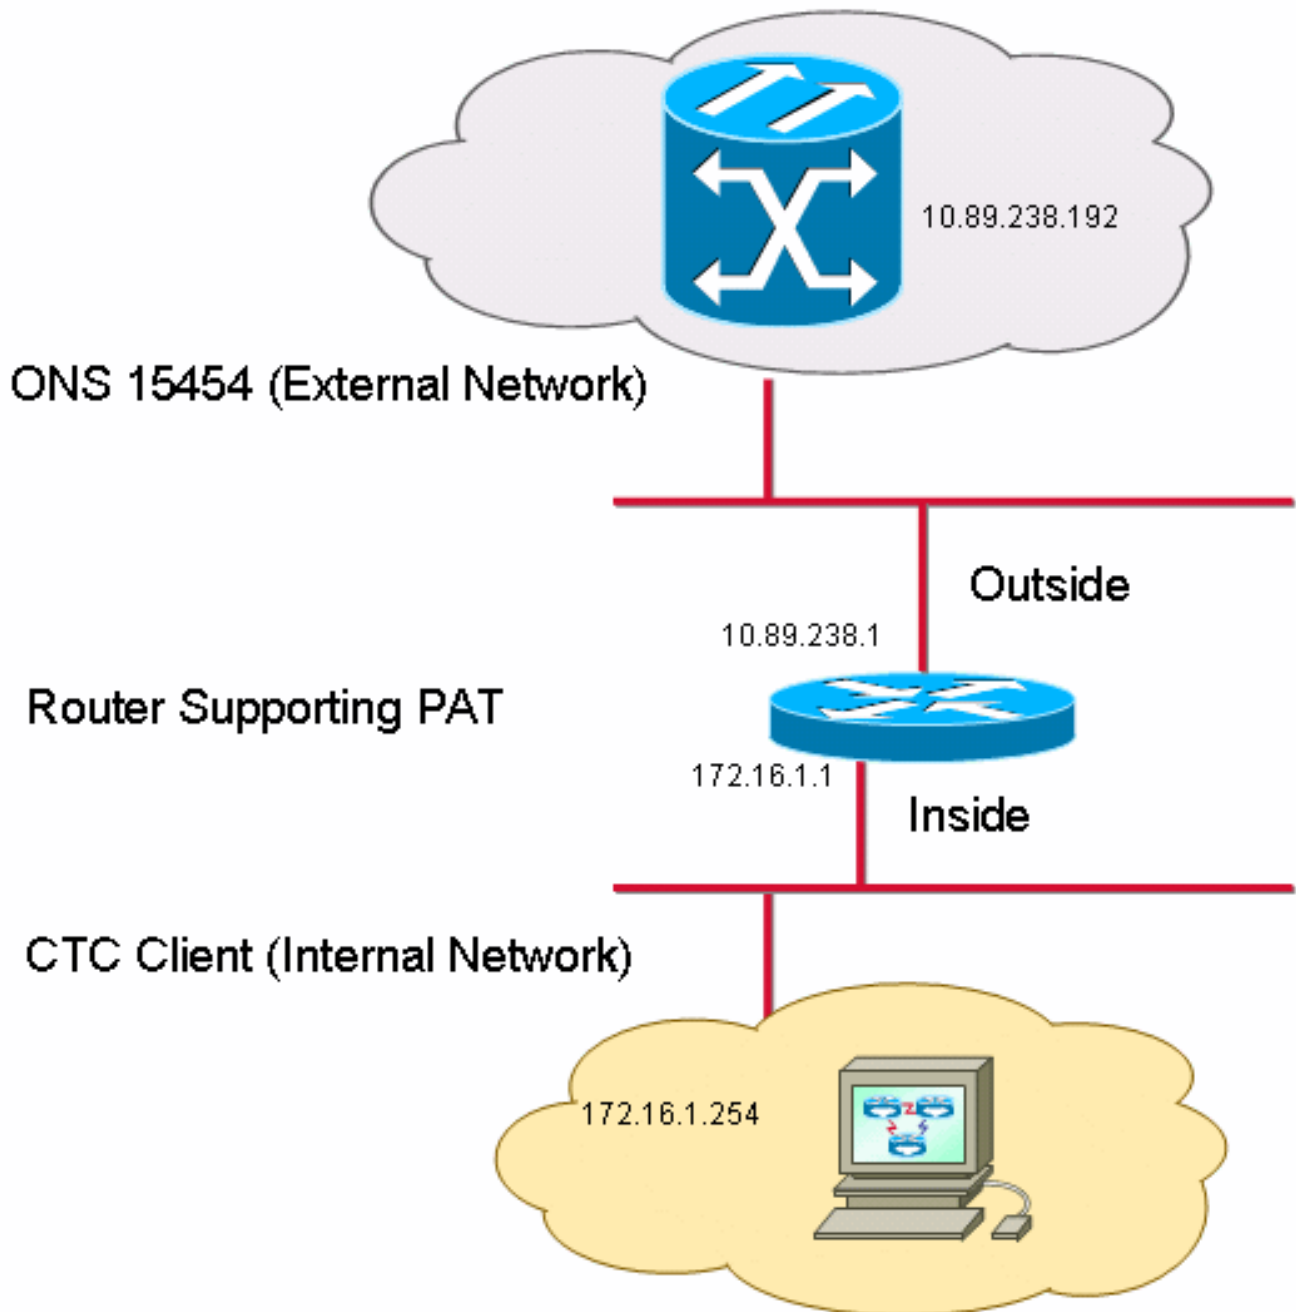 10.89.238.192
ONS 15454 (External Network)
Outside
10.89.238.1
Router Supporting PAT
172.16.1.1
Inside
CTC Client (Internal Network)
172.16.1.254